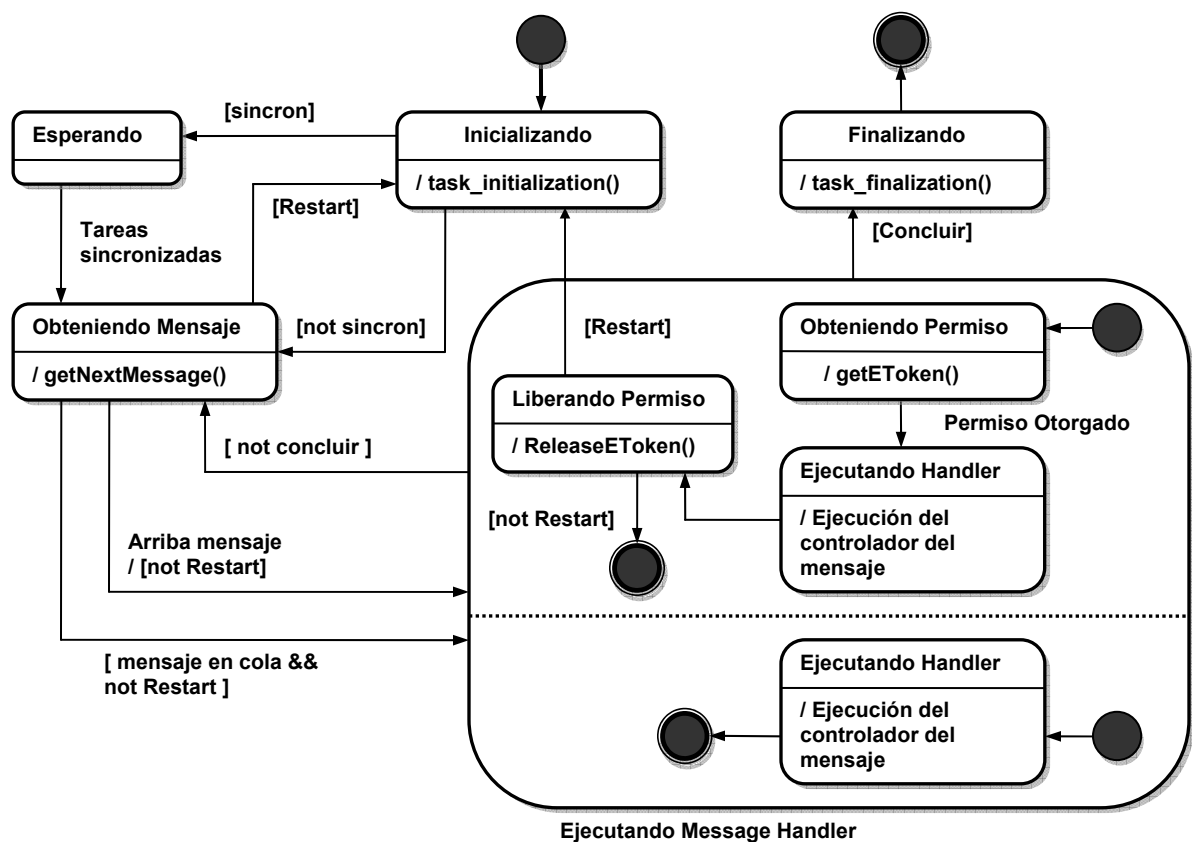 [sincron]
Esperando
Inicializando
/ task_initialization()
Finalizando
/ task_finalization()
[Restart]
Tareas
sincronizadas
[Concluir]
Obteniendo Mensaje
/ getNextMessage()
[not sincron]
[Restart]
Obteniendo Permiso
/ getEToken()
Liberando Permiso
/ ReleaseEToken()
Permiso Otorgado
[ not concluir ]
Ejecutando Handler
/ Ejecución del
controlador del
mensaje
[not Restart]
Arriba mensaje
/ [not Restart]
[ mensaje en cola &&
not Restart ]
Ejecutando Handler
/ Ejecución del
controlador del
mensaje
Ejecutando Message Handler